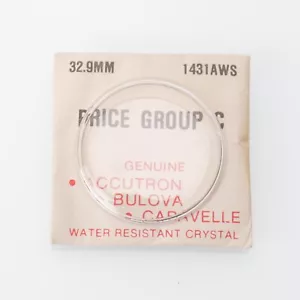 32.9MM 1431AWS
PRICE GROUP C
GENUINE
• ACCUTRON
BULOVA
• CARAVELLE
WATER RESISTANT CRYSTAL